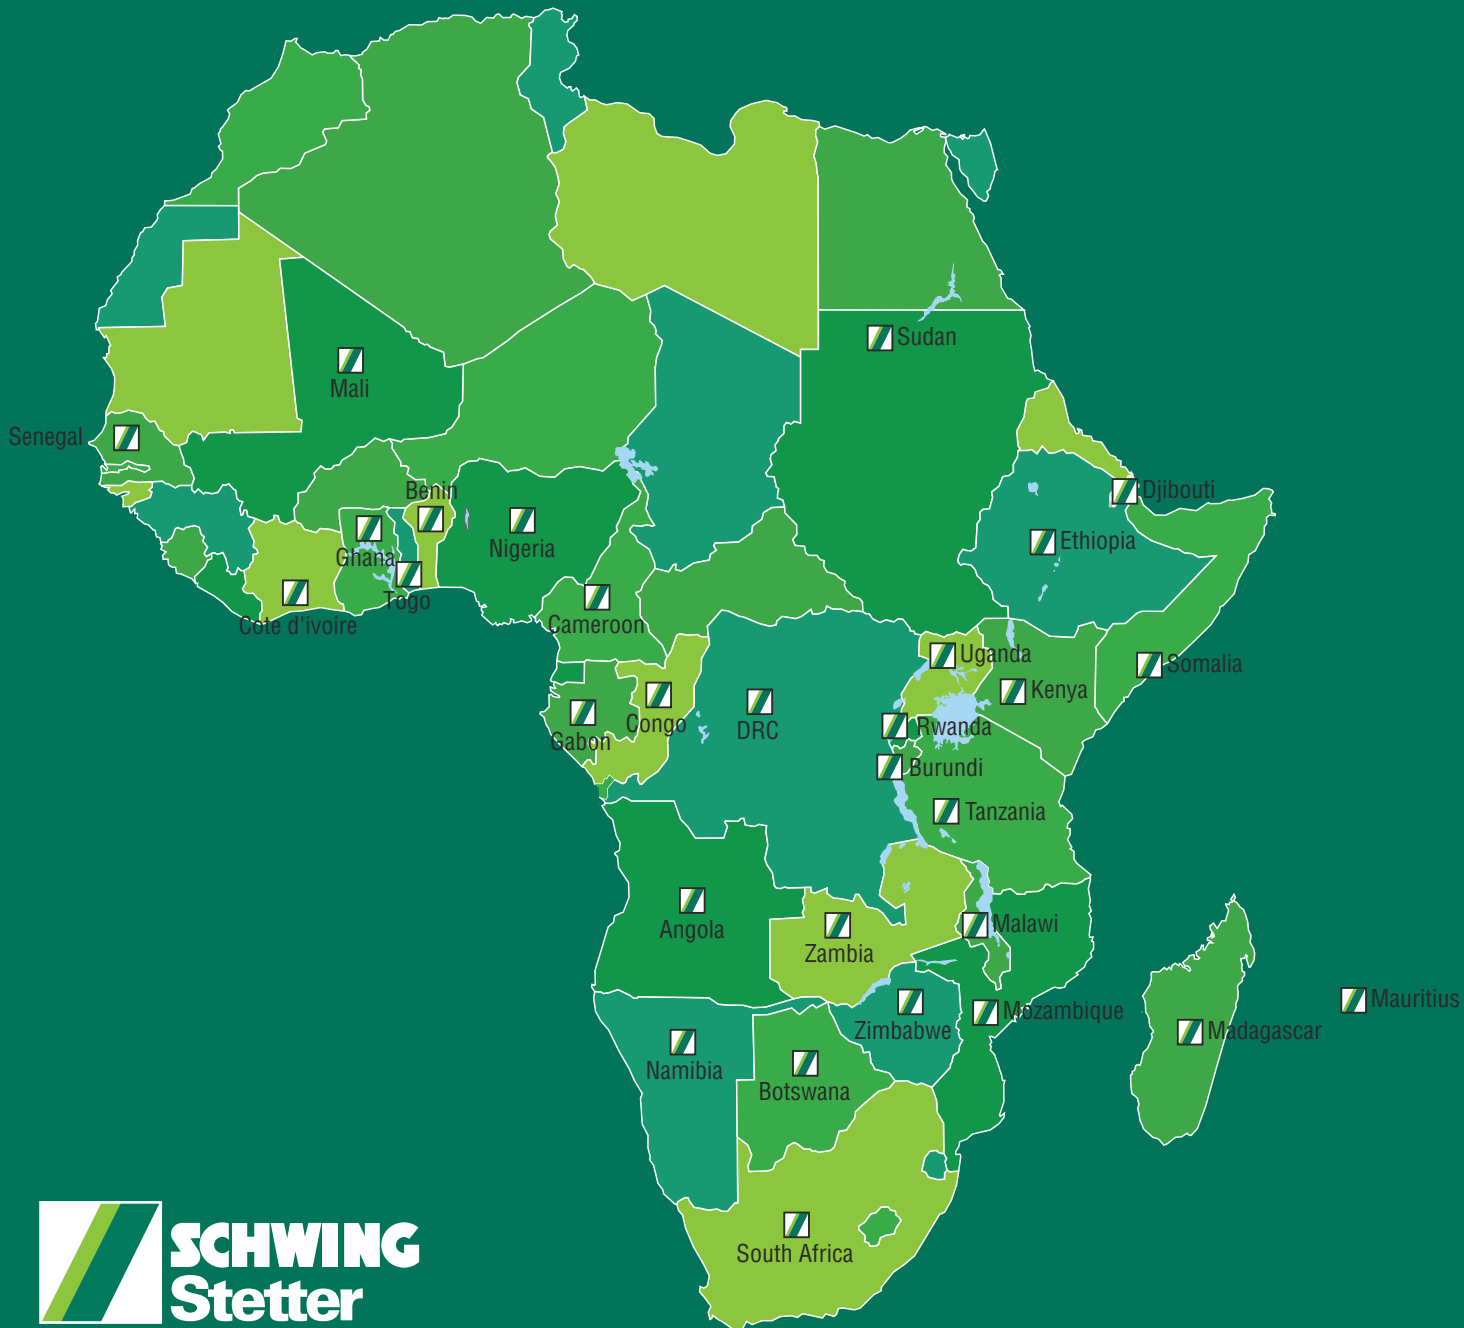 Sudan
Mali
Senegal
Benin
Djibouti
Nigeria
Ethiopia
Ghana
Togo
Cote d'ivoire
Cameroon
Uganda
Somalia
Kenya
Congo
DRC
Rwanda
Gabon
Burundi
Tanzania
Malawi
Angola
Zambia
Mauritius
Mozambique
Zimbabwe
Madagascar
Namibia
Botswana
SCHWING
Stetter
South Africa